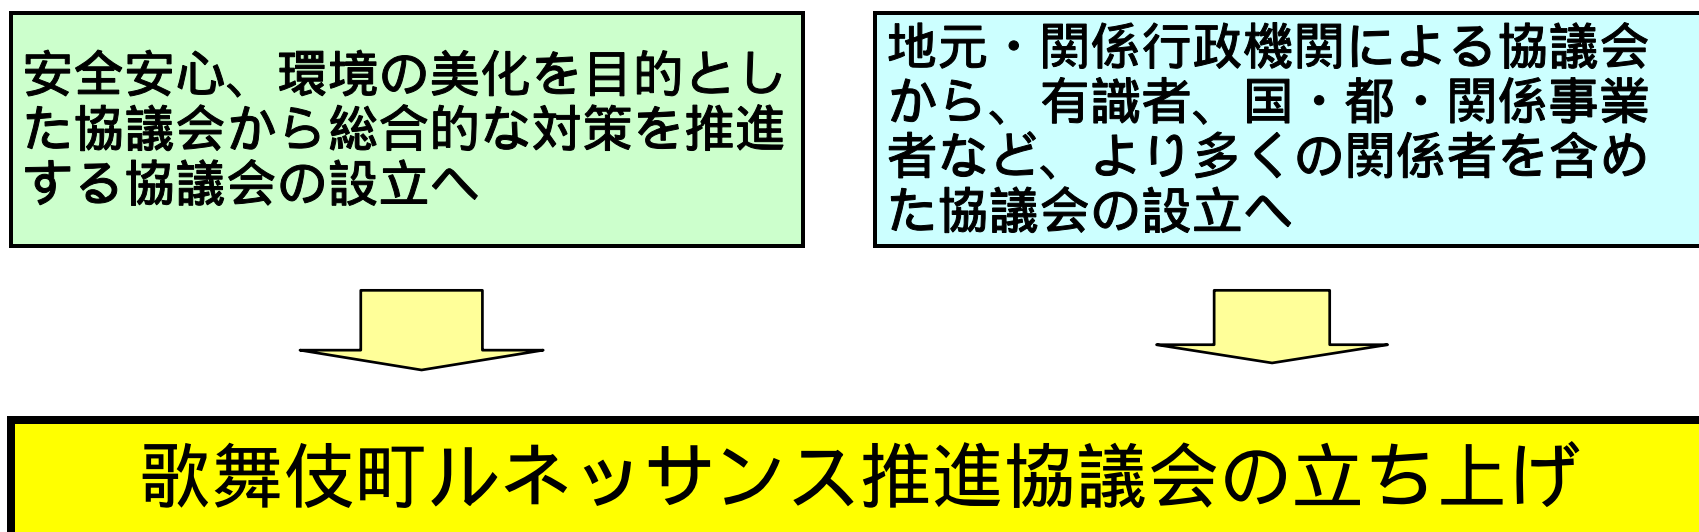 安全安心、環境の美化を目的とし
た協議会から総合的な対策を推進
する協議会の設立へ
地元・関係行政機関による協議会
から、有識者、国・都・関係事業
者など、より多くの関係者を含め
た協議会の設立へ
歌舞伎町ルネッサンス推進協議会の立ち上げ